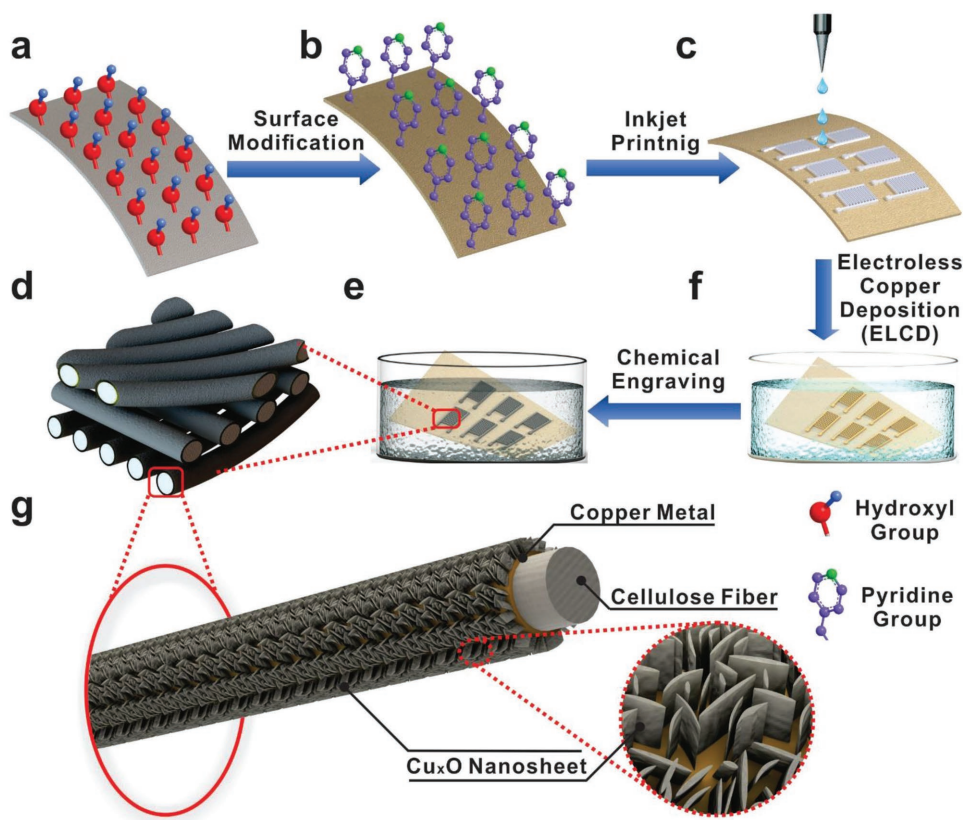 a
b
c
Surface
Modification
Inkjet
Printnig
d
e
f
Electroless
Copper
Deposition
(ELCD)
Chemical
Engraving
g
Copper Metal
Cellulose Fiber
CuxO Nanosheet
Hydroxyl
Group
Pyridine
Group